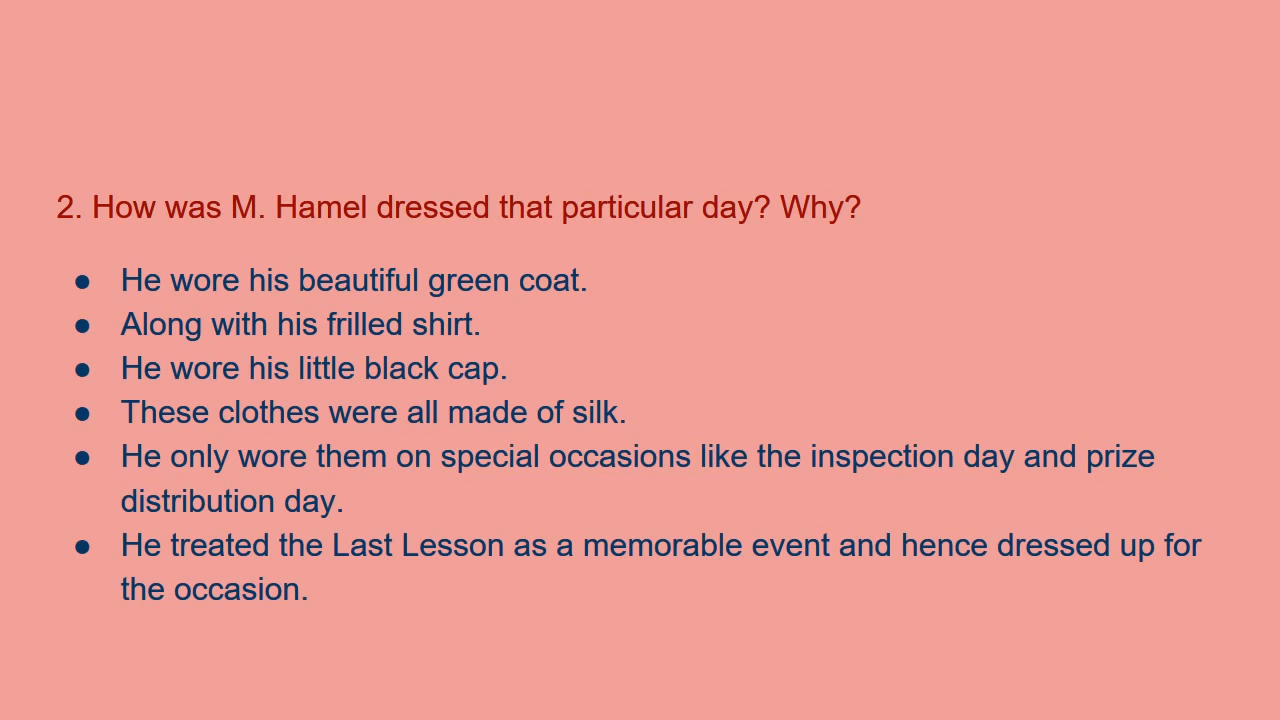 2. How was M. Hamel dressed that particular day? Why?
● He wore his beautiful green coat.
● Along with his frilled shirt.
● He wore his little black cap.
● These clothes were all made of silk.
● He only wore them on special occasions like the inspection day and prize
distribution day.
● He treated the Last Lesson as a memorable event and hence dressed up for
the occasion.